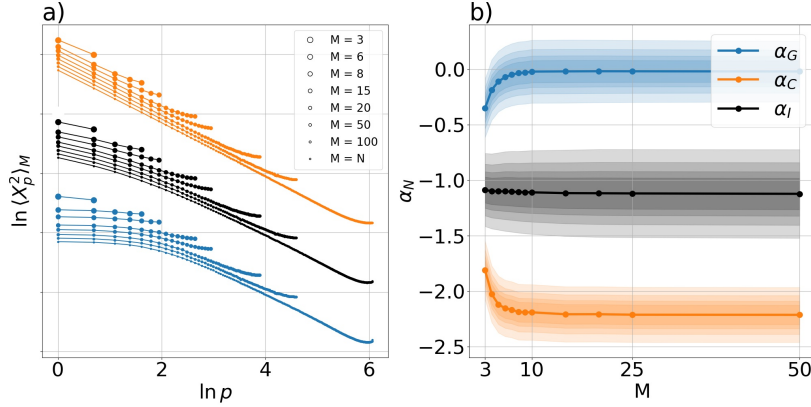 a)
M = 3
M = 6
M = 8
M = 15
M = 20
M = 50
M = 100
M = N
ln⟨X_p^2⟩_M
0
2
4
6
ln p
b)
α_G
α_C
α_I
0.0
−0.5
−1.0
−1.5
−2.0
−2.5
α_N
3
10
25
50
M